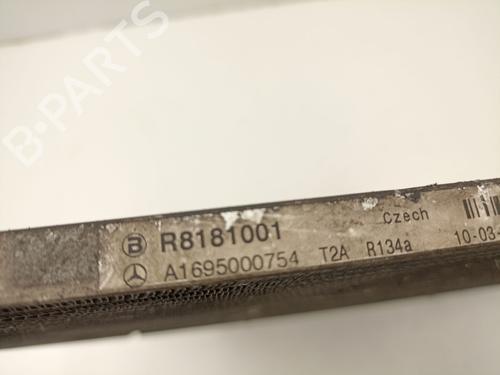 B-PARTS
Czech
B R8181001
A1695000754 T2A R134a 10-03-